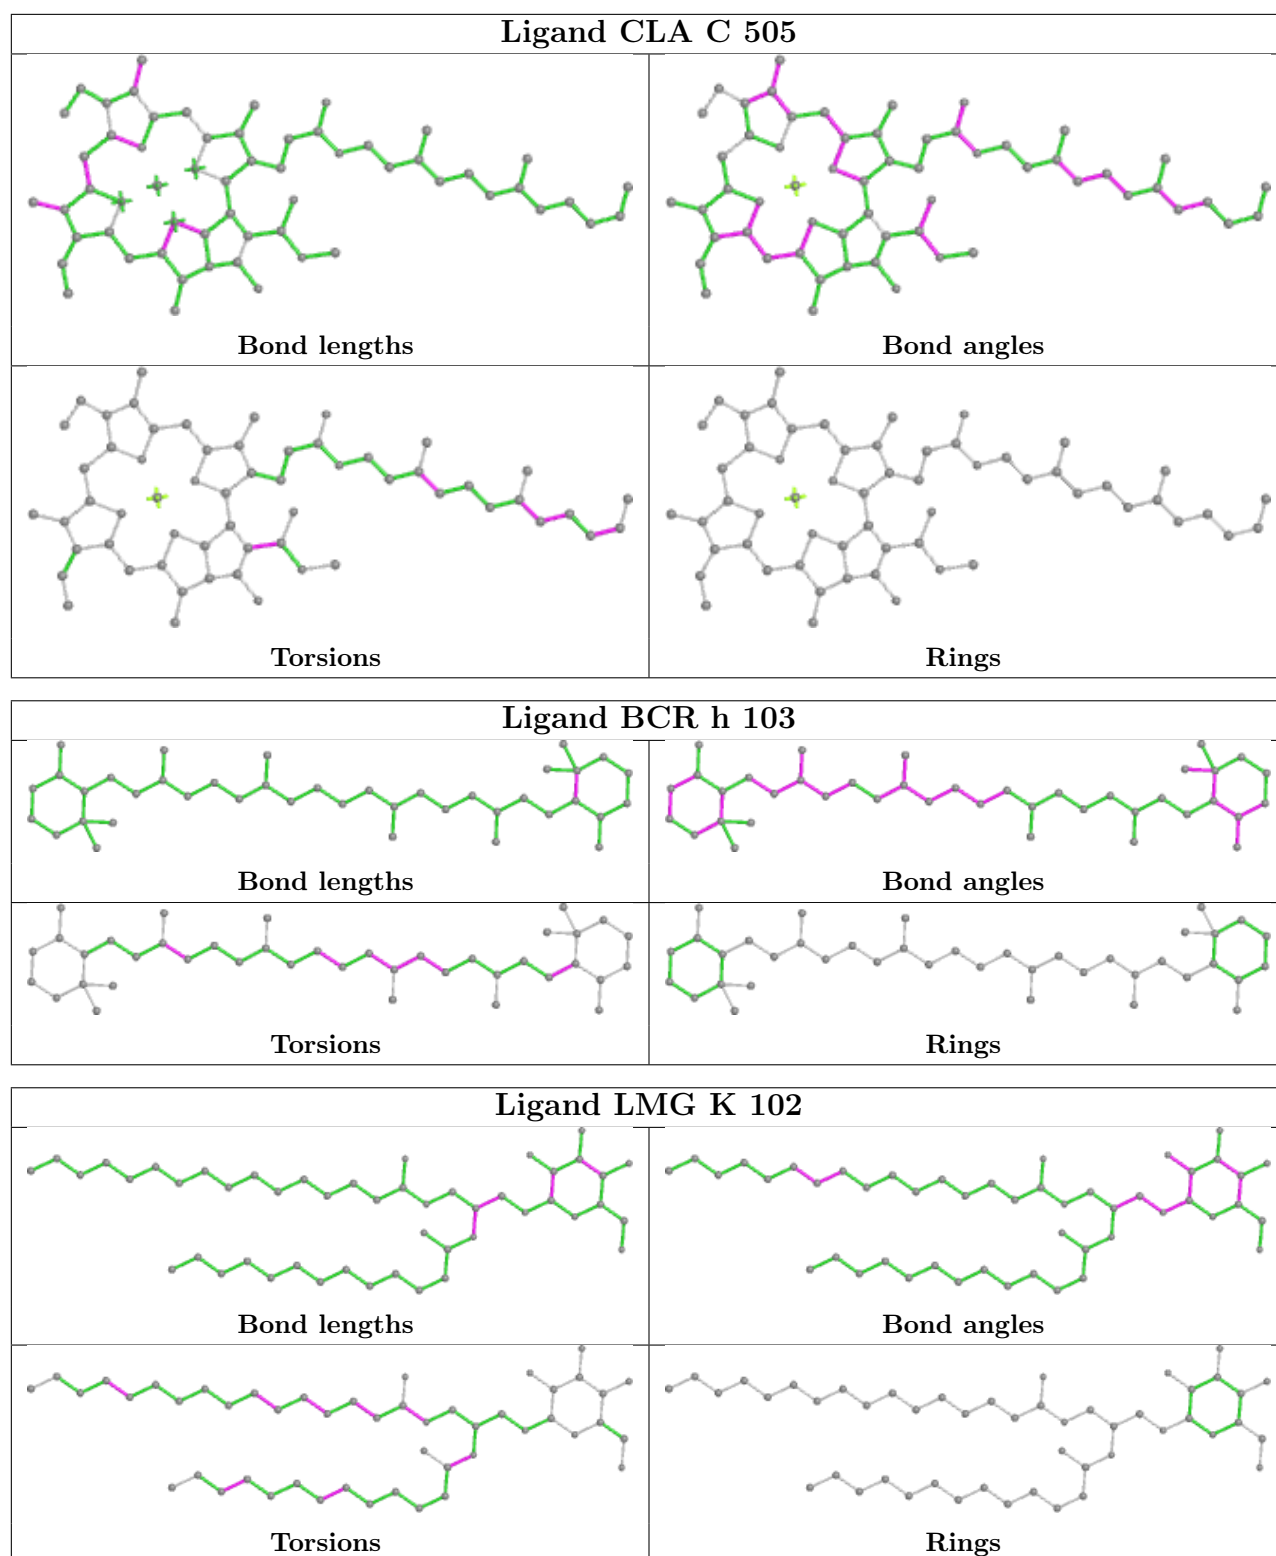 Ligand CLA C 505
Bond lengths
Bond angles
Torsions
Rings
Ligand BCR h 103
Bond lengths
Bond angles
Torsions
Rings
Ligand LMG K 102
Bond lengths
Bond angles
Torsions
Rings